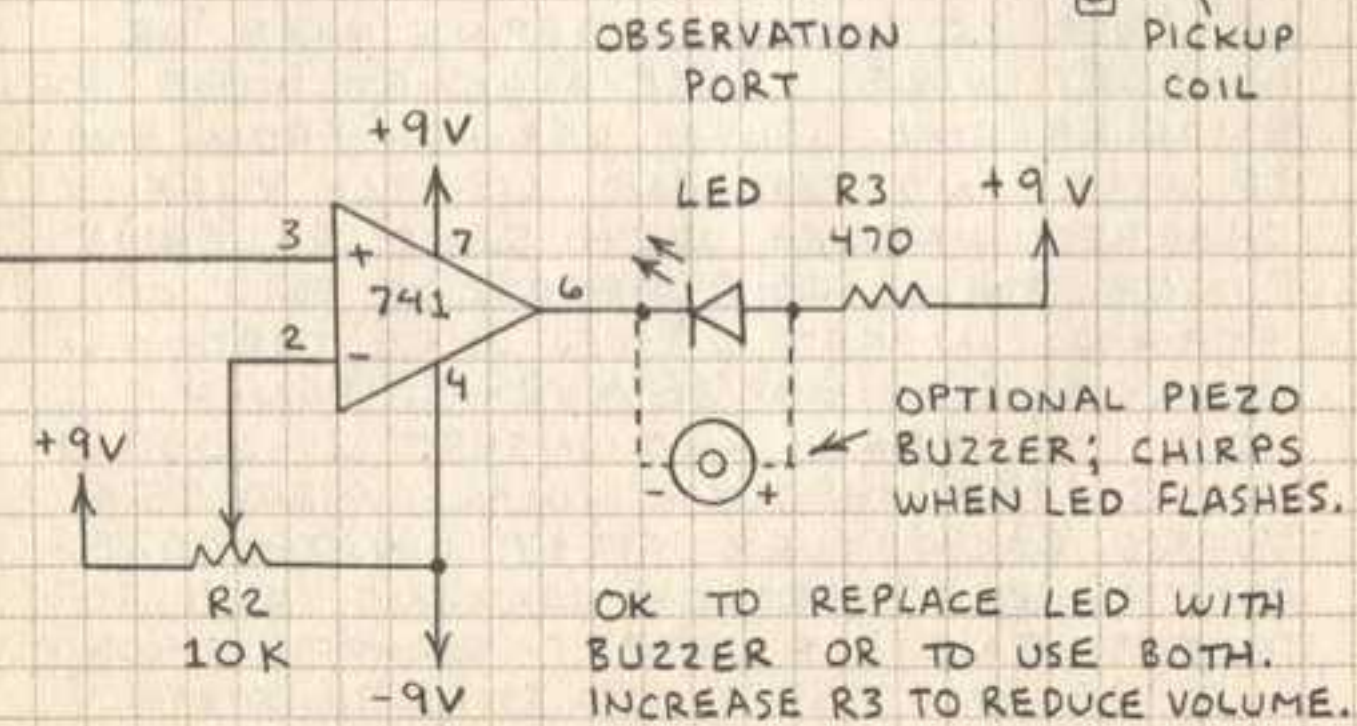 OBSERVATION
PORT
PICKUP
COIL
+9V
LED
R3
470
+9V
3
+
7
741
6
2
-
4
+9V
R2
10K
-9V
-
+
OPTIONAL PIEZO
BUZZER; CHIRPS
WHEN LED FLASHES.
OK TO REPLACE LED WITH
BUZZER OR TO USE BOTH.
INCREASE R3 TO REDUCE VOLUME.